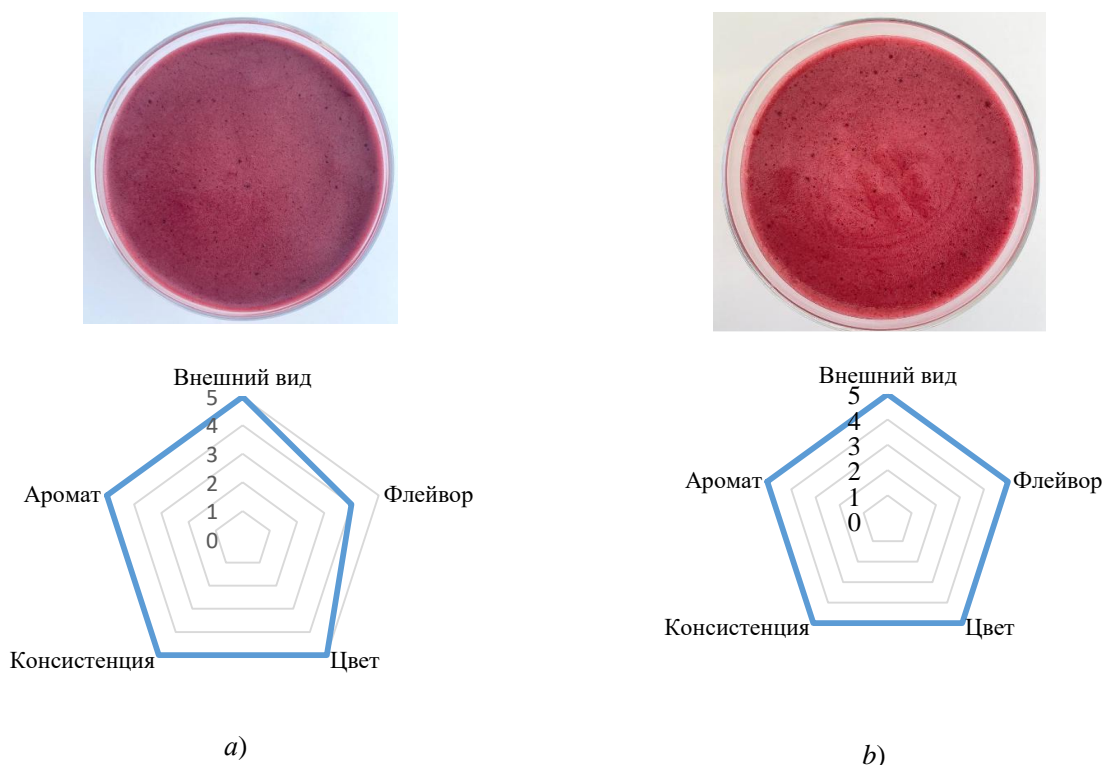 Внешний вид
5
4
3
2
1
0
Аромат
Флейвор
Консистенция
Цвет
a)
Внешний вид
5
4
3
2
1
0
Аромат
Флейвор
Консистенция
Цвет
b)